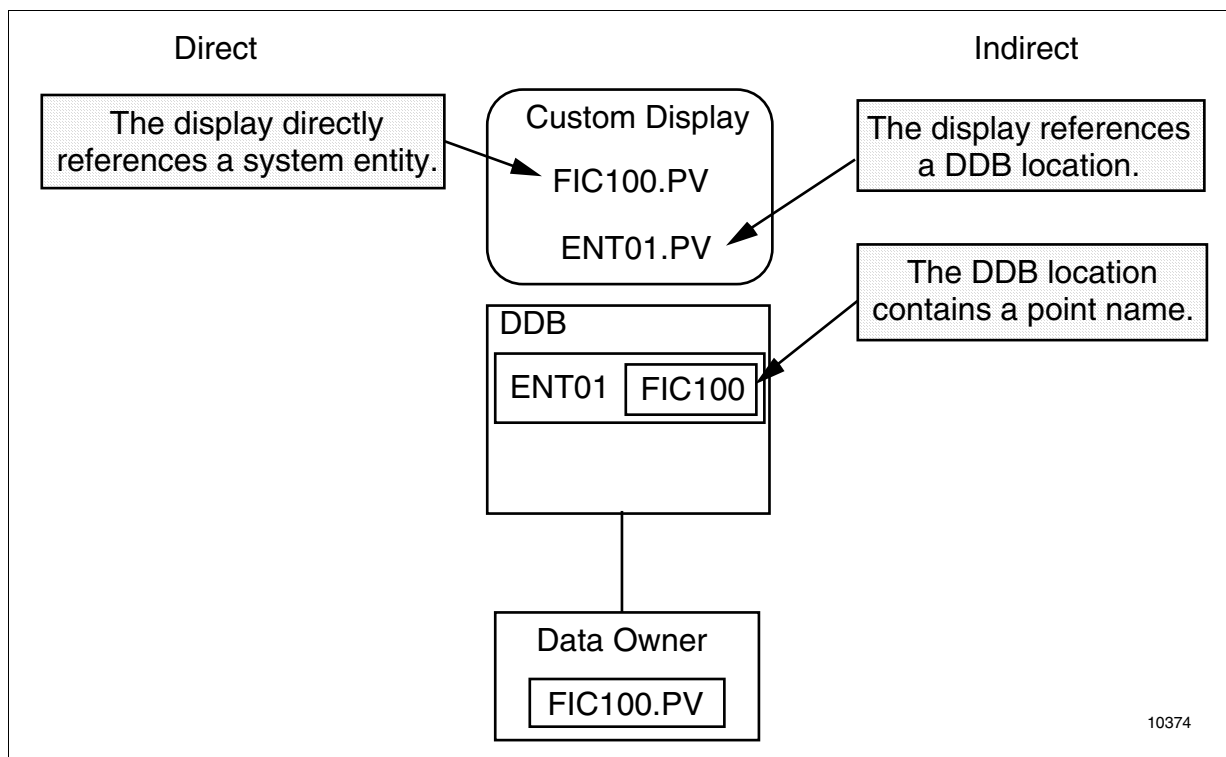 Direct
Indirect
The display directly
references a system entity.
Custom Display
FIC100.PV
ENT01.PV
The display references
a DDB location.
The DDB location
contains a point name.
DDB
ENT01
FIC100
Data Owner
FIC100.PV
10374